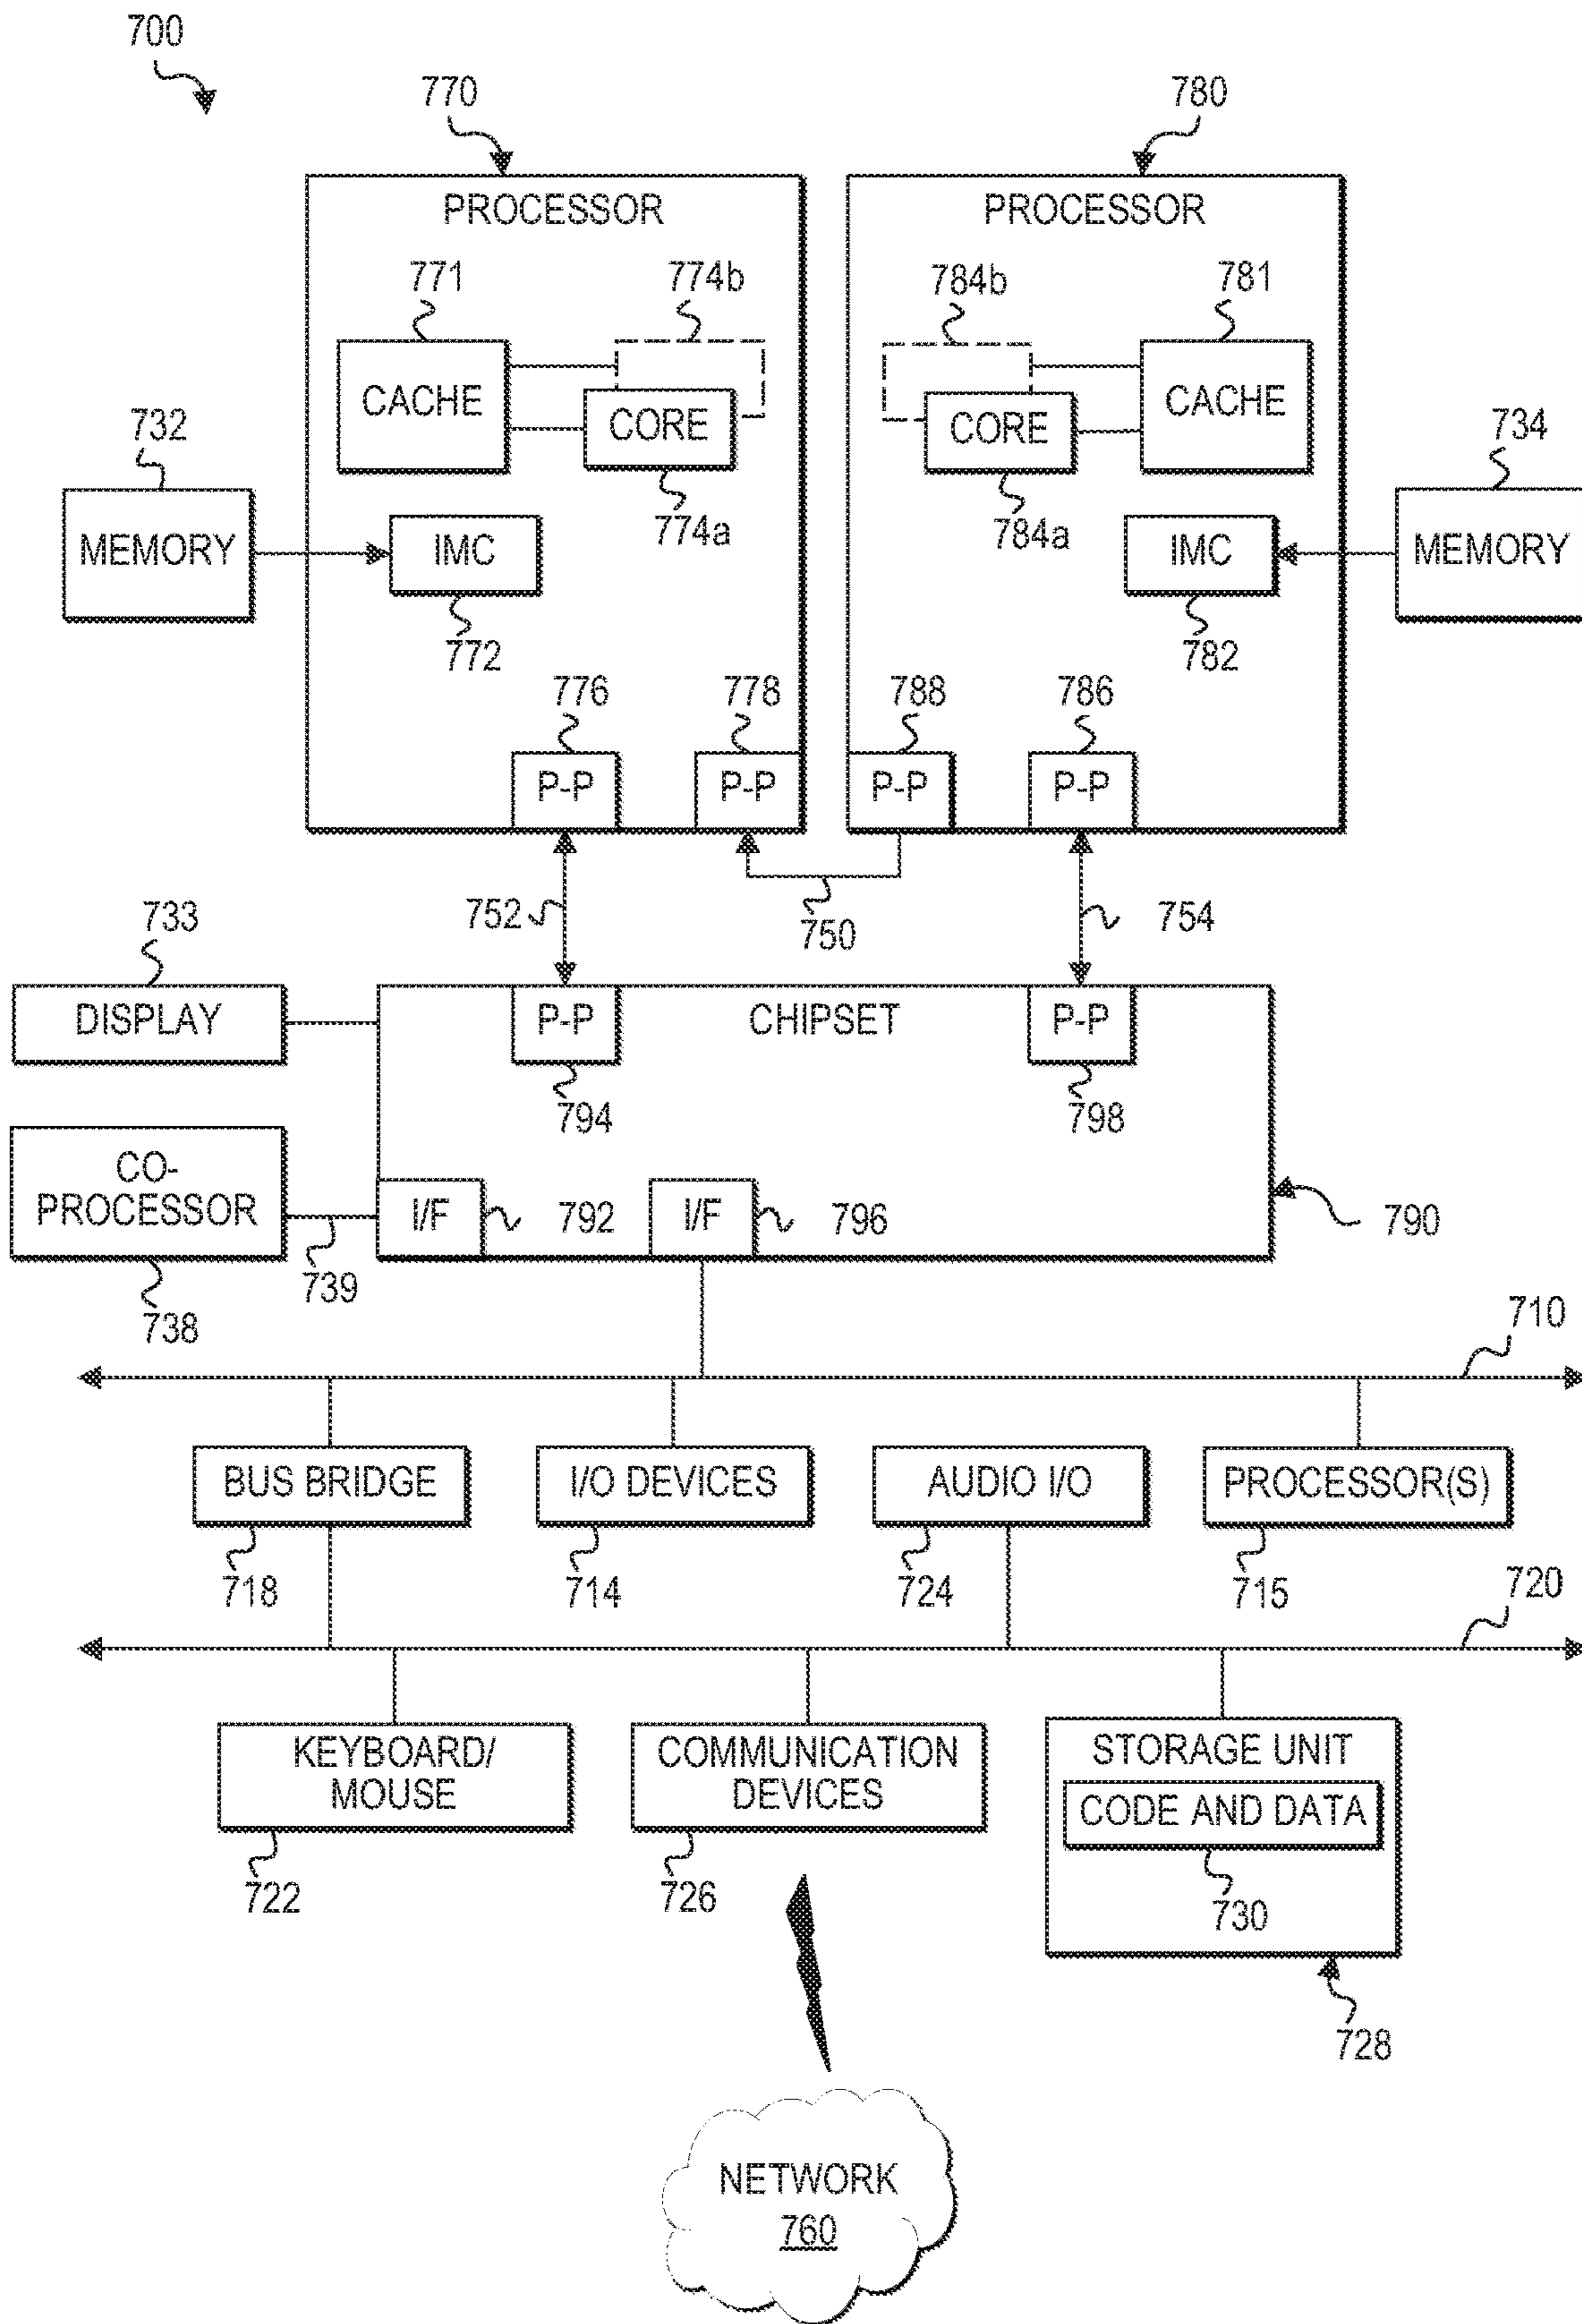 700
770
780
PROCESSOR
PROCESSOR
771
774b
784b
781
CACHE
CORE
CORE
CACHE
732
734
774a
784a
MEMORY
IMC
IMC
MEMORY
772
782
776
778
788
786
P-P
P-P
P-P
P-P
752
750
754
733
DISPLAY
P-P
CHIPSET
P-P
794
798
CO-
PROCESSOR
I/F
792
I/F
796
790
739
738
710
BUS BRIDGE
I/O DEVICES
AUDIO I/O
PROCESSOR(S)
718
714
724
715
720
KEYBOARD/
MOUSE
COMMUNICATION
DEVICES
STORAGE UNIT
CODE AND DATA
722
726
730
728
NETWORK
760